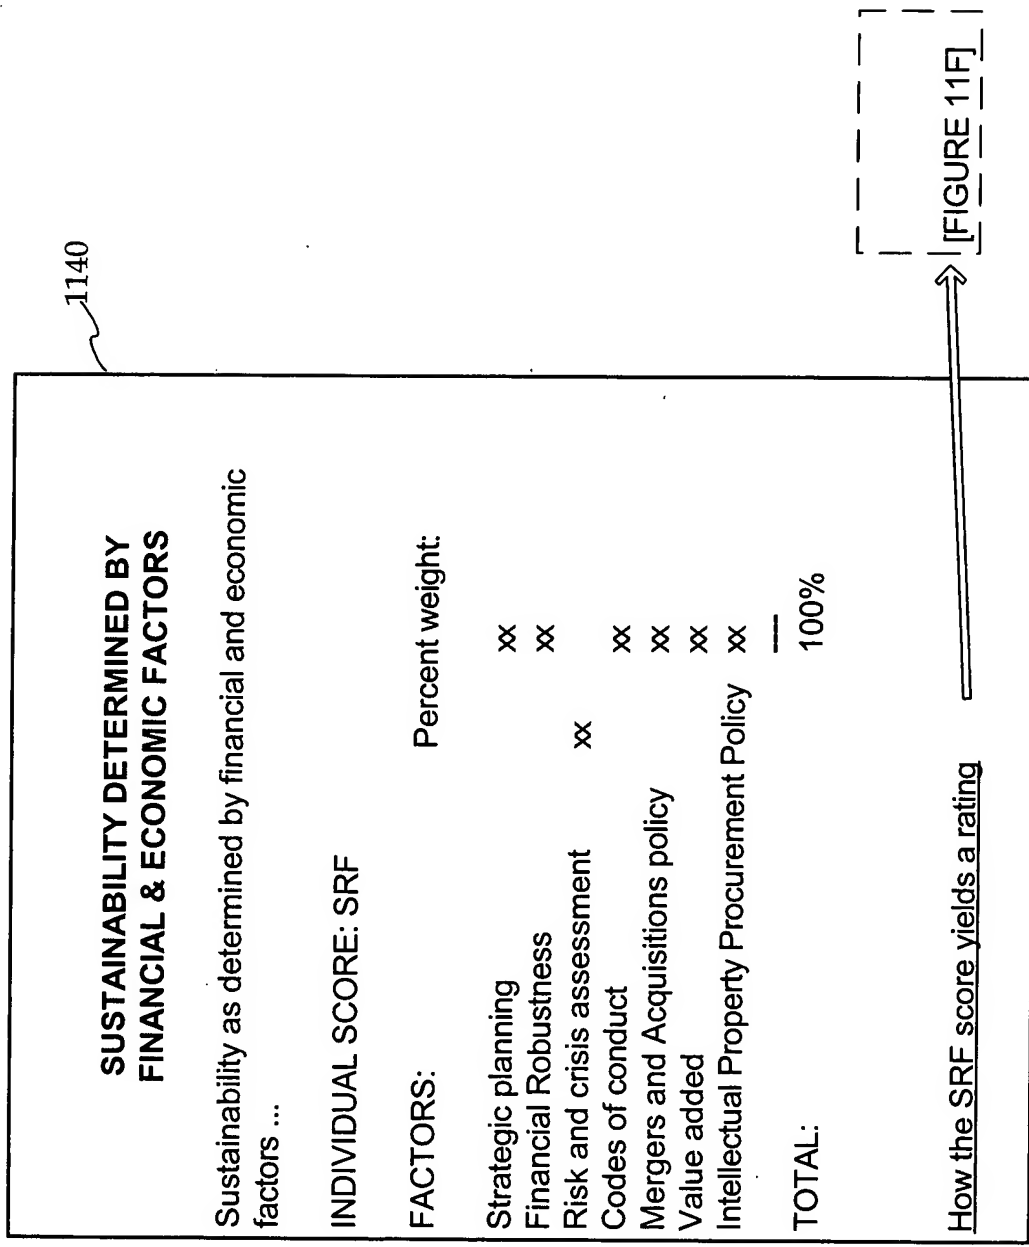 1140
SUSTAINABILITY DETERMINED BY
FINANCIAL & ECONOMIC FACTORS
Sustainability as determined by financial and economic
factors ...
INDIVIDUAL SCORE: SRF
FACTORS: Percent weight:
Strategic planning xx
Financial Robustness xx
Risk and crisis assessment xx
Codes of conduct xx
Mergers and Acquisitions policy xx
Value added xx
Intellectual Property Procurement Policy xx
TOTAL: 100%
How the SRF score yields a rating
[FIGURE 11F]